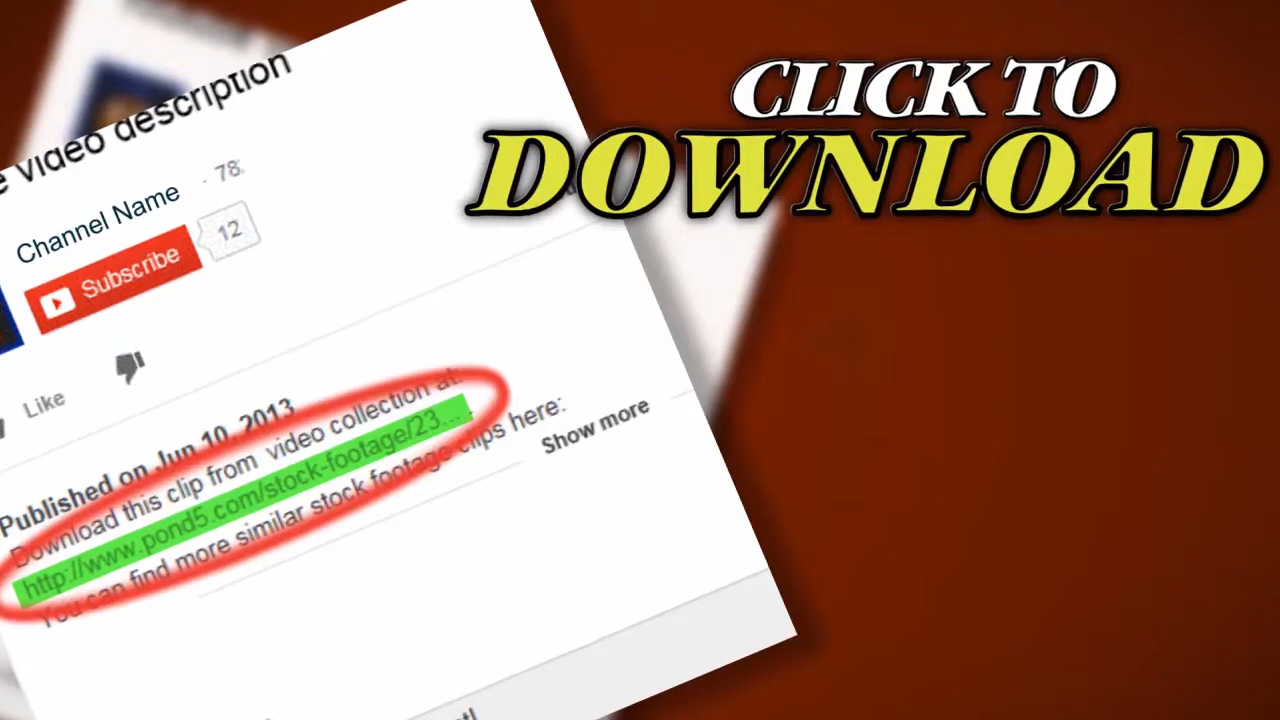 CLICK TO
DOWNLOAD
video description
Channel Name
78
Subscribe
12
Like
Published on Jun 10, 2013
Download this clip from video collection at:
http://www.pond5.com/stock-footage/23...
You can find more similar stock footage clips here:
Show more